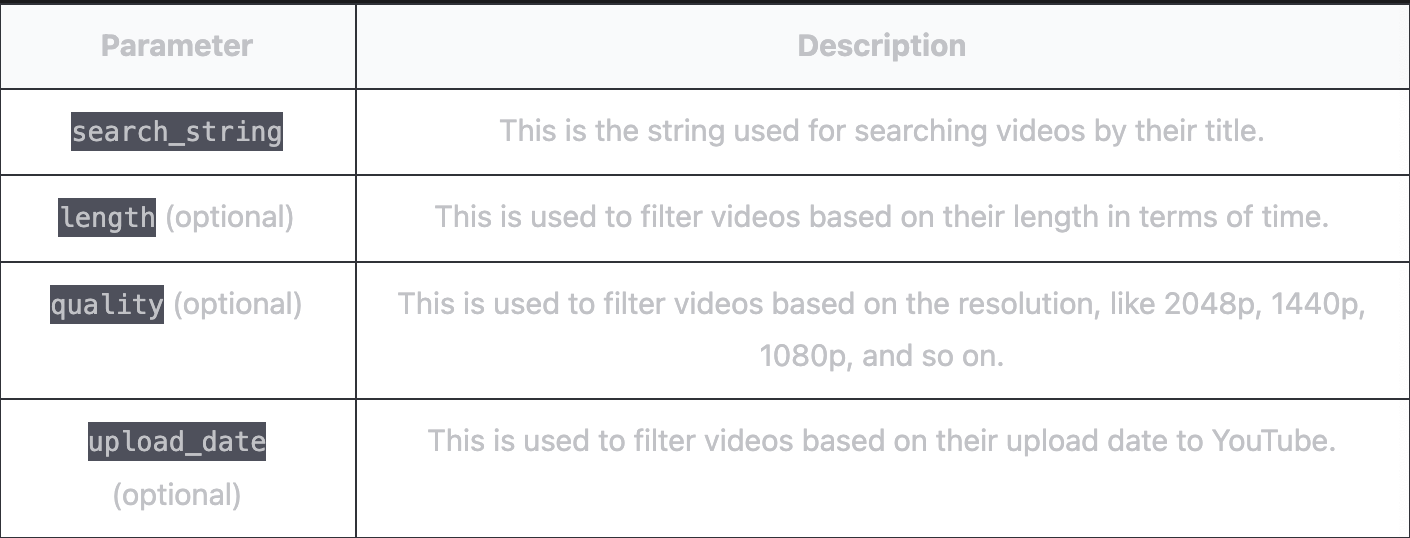 Parameter Description
search_string This is the string used for searching videos by their title.
length (optional) This is used to filter videos based on their length in terms of time.
quality (optional) This is used to filter videos based on the resolution, like 2048p, 1440p,
1080p, and so on.
upload_date This is used to filter videos based on their upload date to YouTube.
(optional)